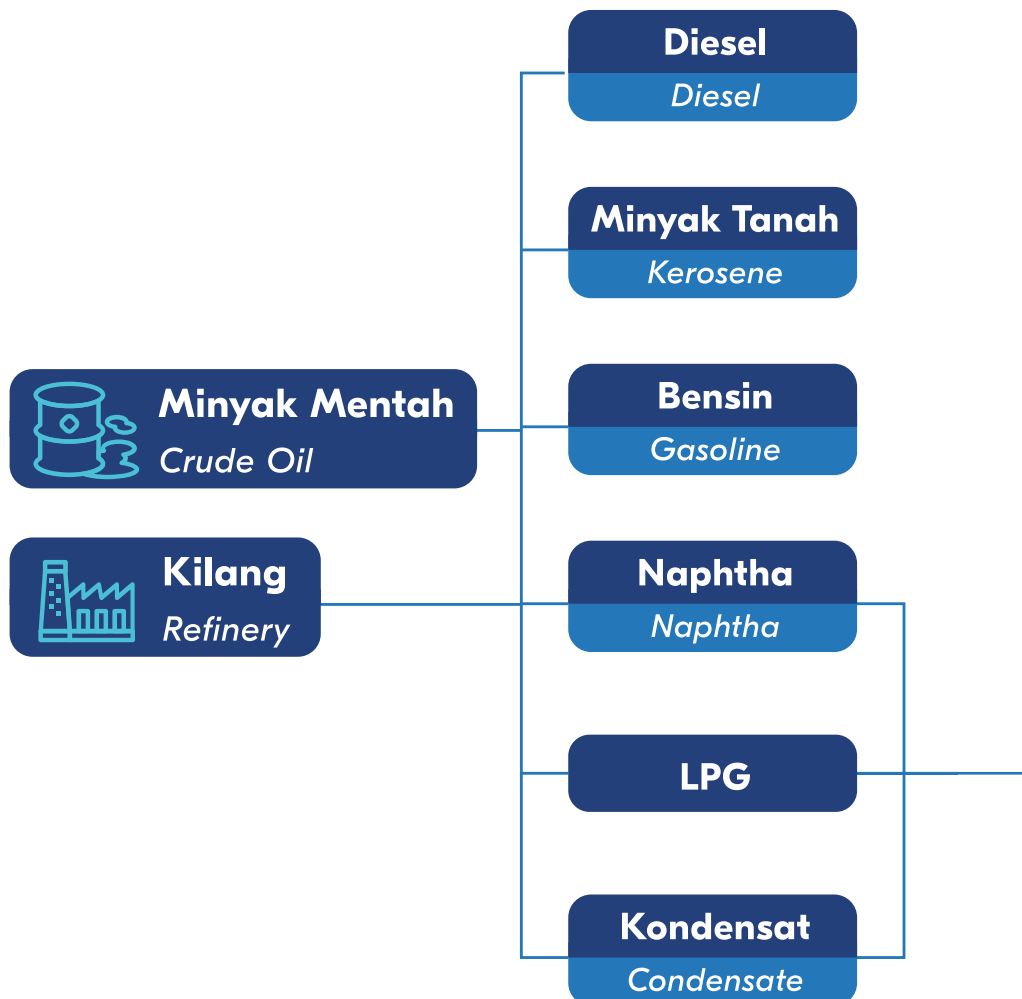 Diesel
Diesel
Minyak Tanah
Kerosene
Minyak Mentah
Crude Oil
Bensin
Gasoline
Kilang
Refinery
Naphtha
Naphtha
LPG
Kondensat
Condensate